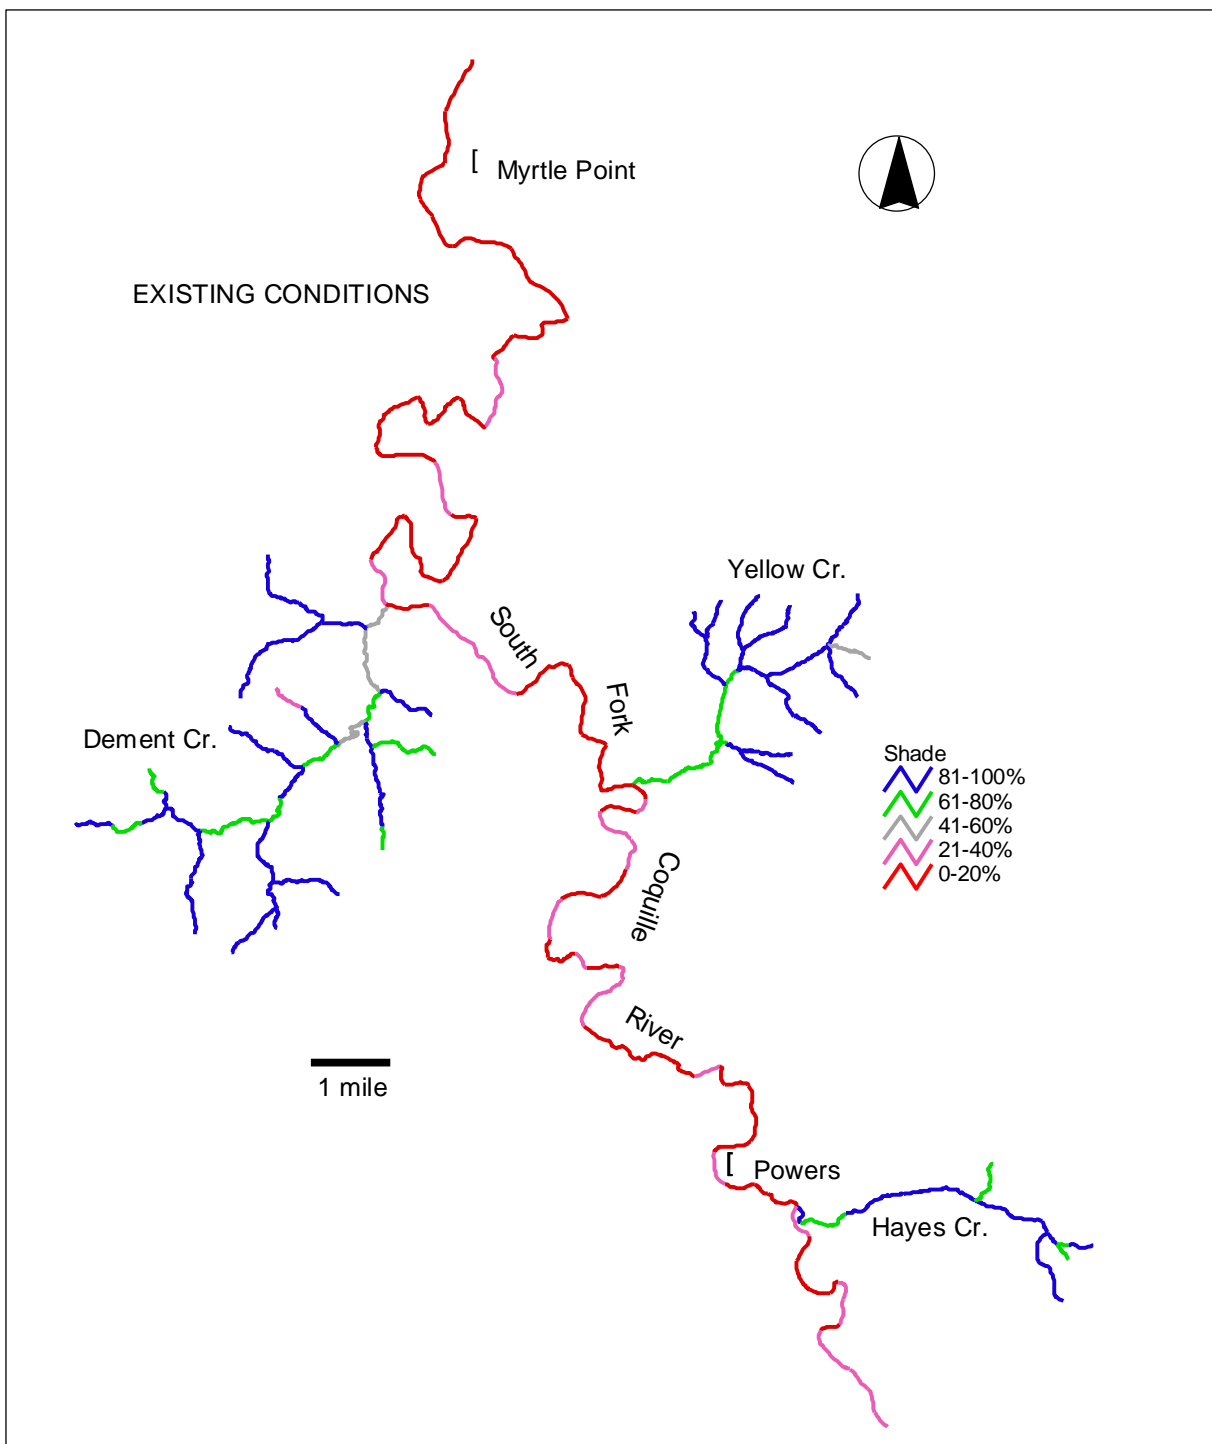 [ Myrtle Point
EXISTING CONDITIONS
Yellow Cr.
South
Fork
Dement Cr.
Shade
81-100%
61-80%
41-60%
21-40%
0-20%
Coquille
River
1 mile
[ Powers
Hayes Cr.